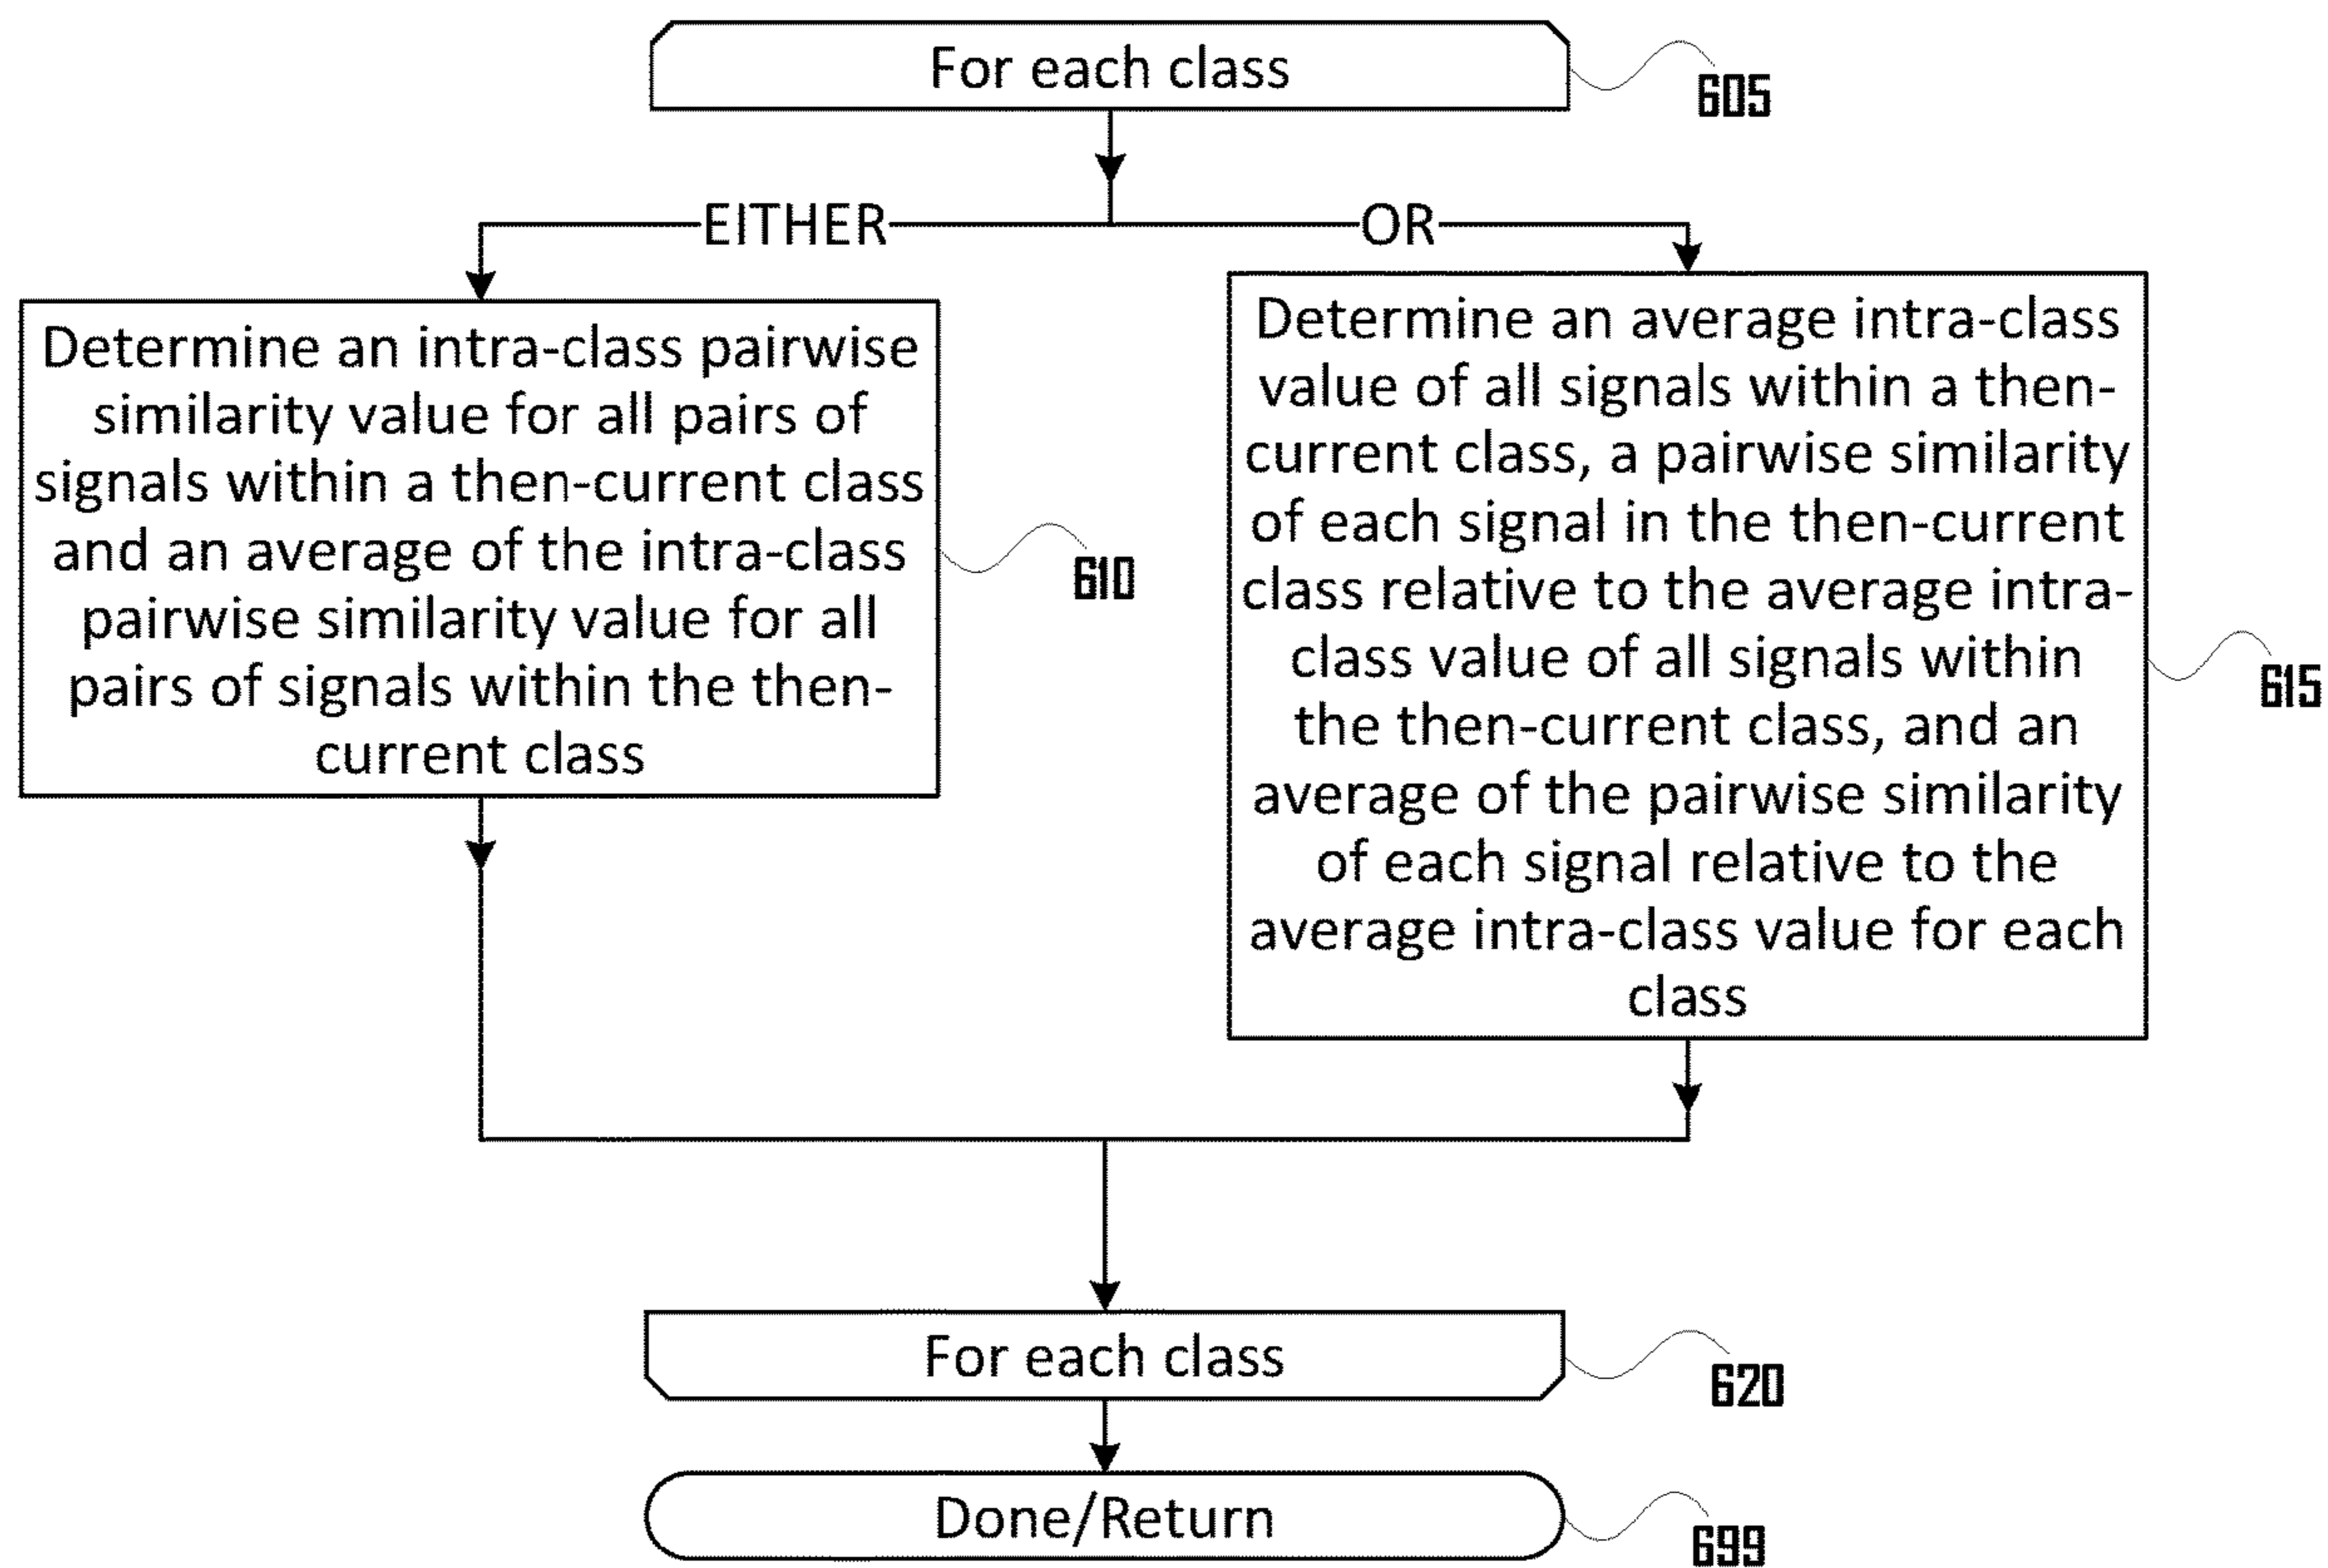 For each class
605
EITHER
OR
Determine an intra-class pairwise
similarity value for all pairs of
signals within a then-current class
and an average of the intra-class
pairwise similarity value for all
pairs of signals within the then-
current class
610
Determine an average intra-class
value of all signals within a then-
current class, a pairwise similarity
of each signal in the then-current
class relative to the average intra-
class value of all signals within
the then-current class, and an
average of the pairwise similarity
of each signal relative to the
average intra-class value for each
class
615
For each class
620
Done/Return
699